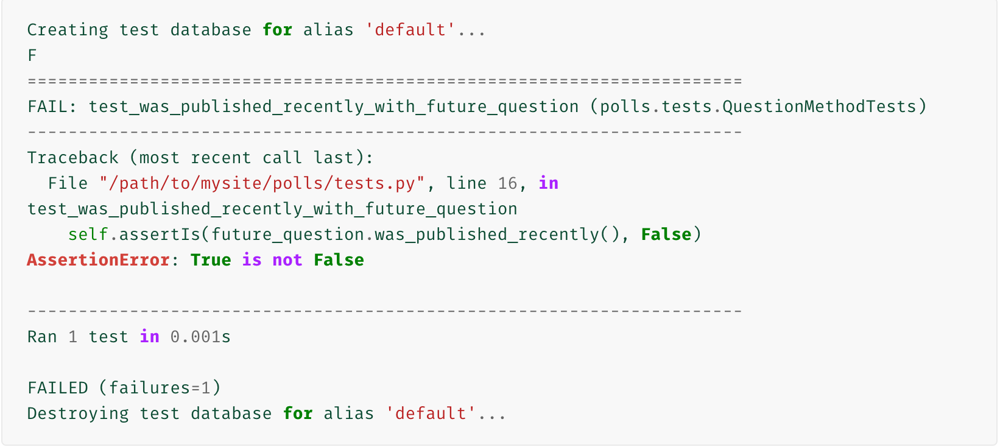 Creating test database for alias 'default'...
F
======================================================================
FAIL: test_was_published_recently_with_future_question (polls.tests.QuestionMethodTests)
----------------------------------------------------------------------
Traceback (most recent call last):
  File "/path/to/mysite/polls/tests.py", line 16, in
test_was_published_recently_with_future_question
    self.assertIs(future_question.was_published_recently(), False)
AssertionError: True is not False

----------------------------------------------------------------------
Ran 1 test in 0.001s

FAILED (failures=1)
Destroying test database for alias 'default'...